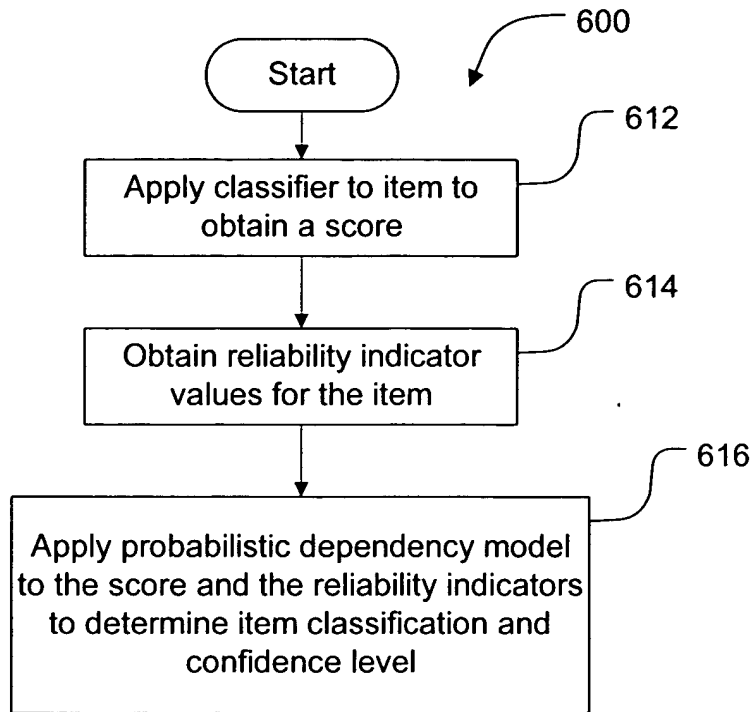 600
Start
612
Apply classifier to item to
obtain a score
614
Obtain reliability indicator
values for the item
616
Apply probabilistic dependency model
to the score and the reliability indicators
to determine item classification and
confidence level